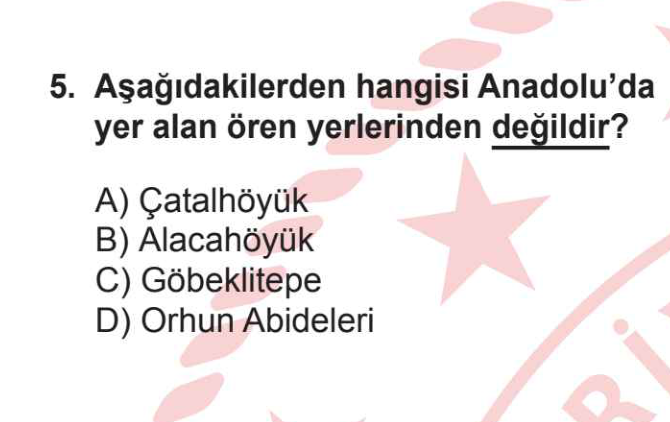 5. Aşağıdakilerden hangisi Anadolu'da
yer alan ören yerlerinden değildir?
A) Çatalhöyük
B) Alacahöyük
C) Göbeklitepe
D) Orhun Abideleri